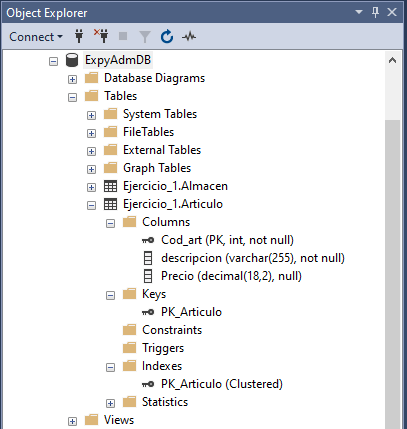 Object Explorer
Connect
ExpyAdmDB
Database Diagrams
Tables
System Tables
FileTables
External Tables
Graph Tables
Ejercicio_1.Almacen
Ejercicio_1.Articulo
Columns
Cod_art (PK, int, not null)
descripcion (varchar(255), not null)
Precio (decimal(18,2), null)
Keys
PK_Articulo
Constraints
Triggers
Indexes
PK_Articulo (Clustered)
Statistics
Views